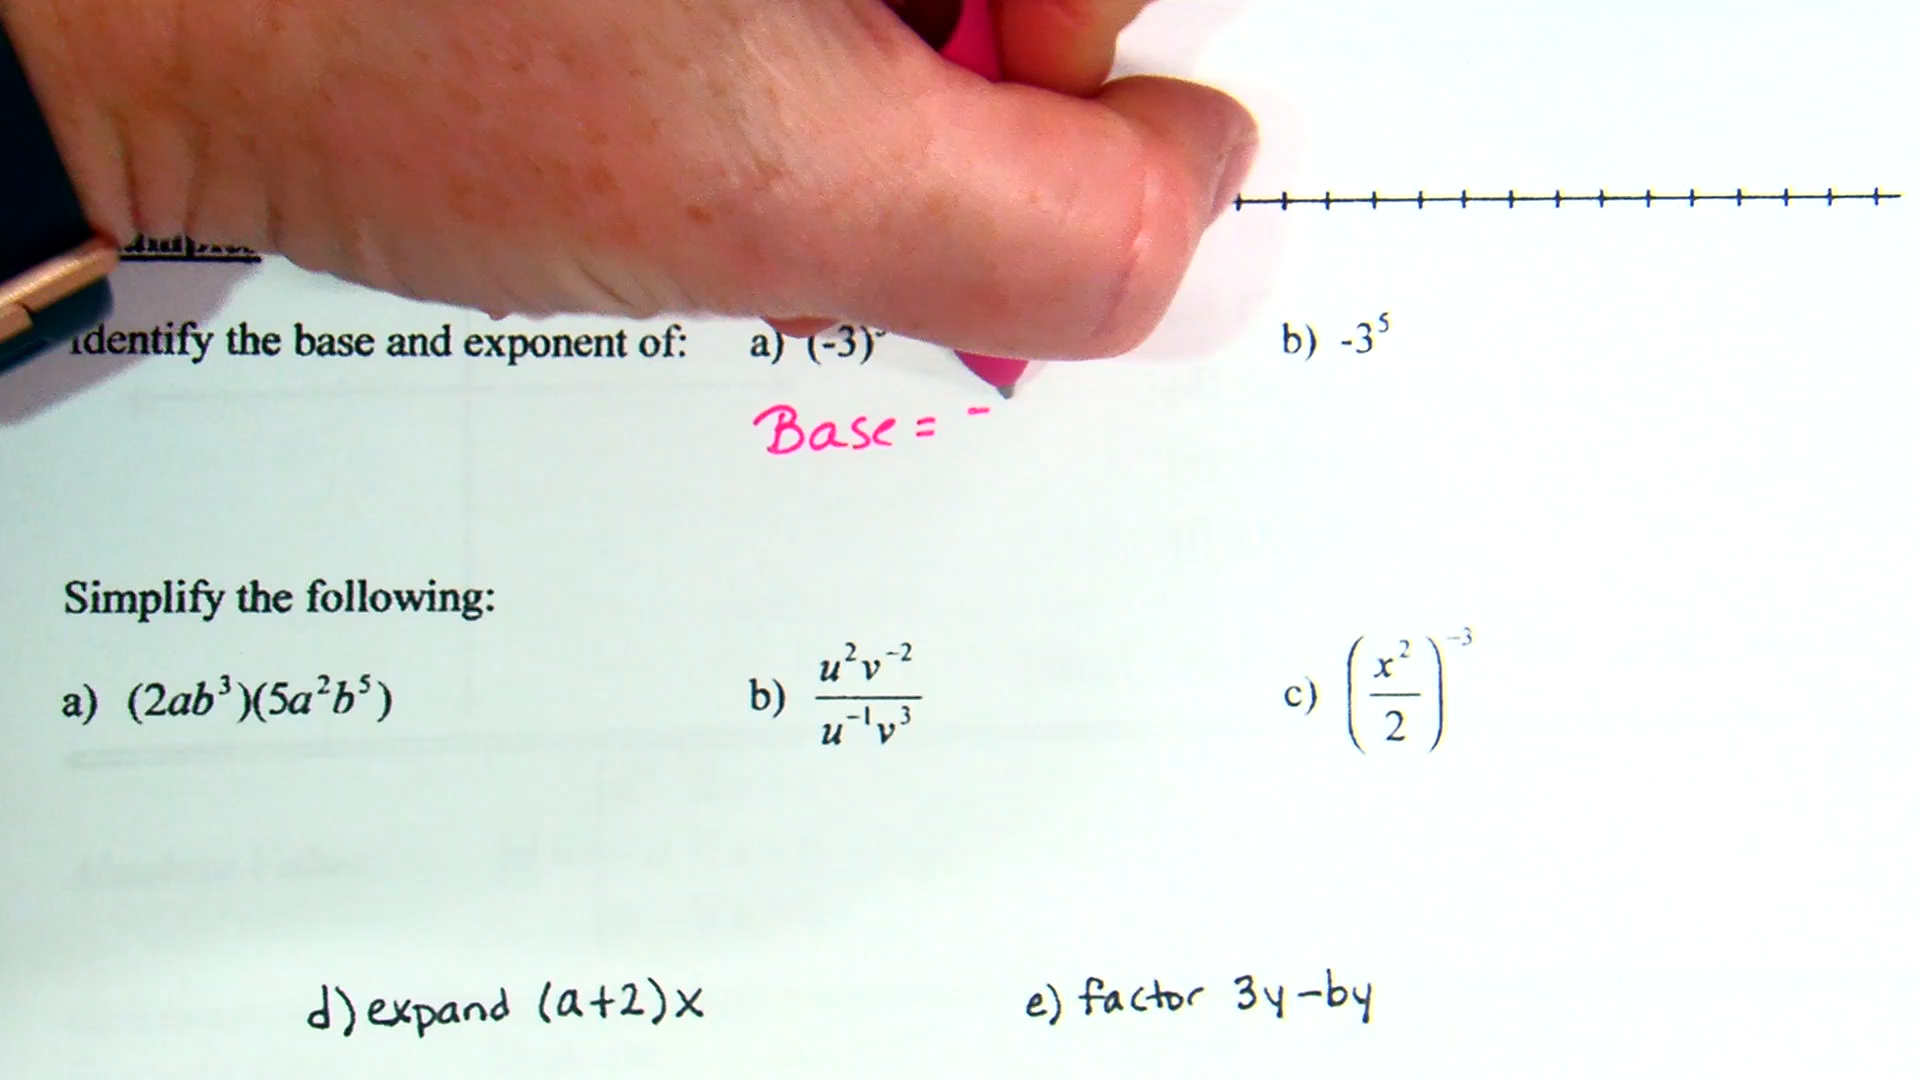 identify the base and exponent of: a) (-3) b) -3⁵
Base = -
Simplify the following:
a) (2ab³)(5a²b⁵) b) u²v⁻² / u⁻¹v³ c) (x²/2)⁻³
d) expand (a+2)x e) factor 3y-by